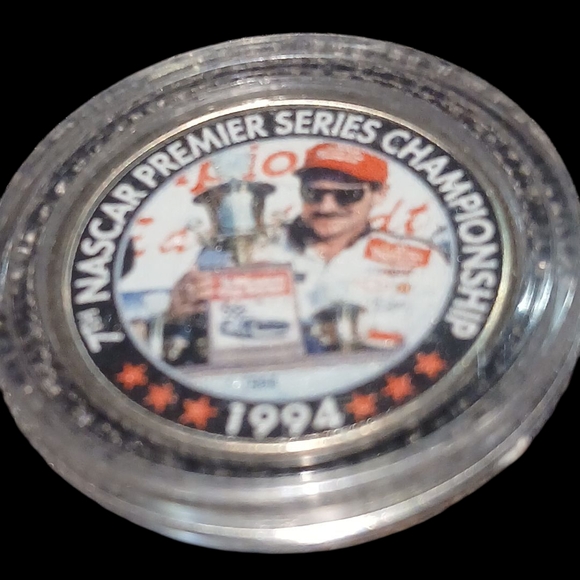 7TH NASCAR PREMIER SERIES CHAMPIONSHIP
1994